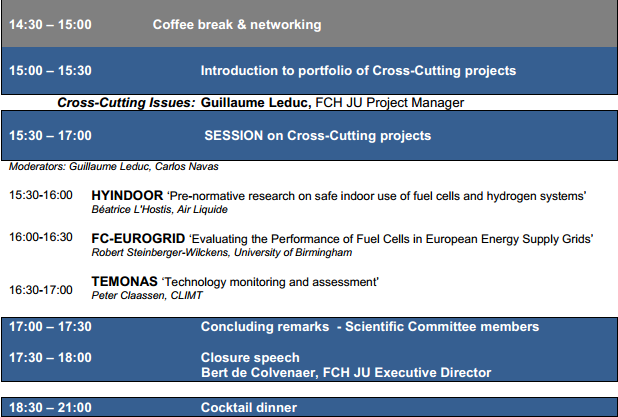 14:30 – 15:00 Coffee break & networking
15:00 – 15:30 Introduction to portfolio of Cross-Cutting projects
Cross-Cutting Issues: Guillaume Leduc, FCH JU Project Manager
15:30 – 17:00 SESSION on Cross-Cutting projects
Moderators: Guillaume Leduc, Carlos Navas
15:30-16:00 HYINDOOR ‘Pre-normative research on safe indoor use of fuel cells and hydrogen systems’
Béatrice L'Hostis, Air Liquide
16:00-16:30 FC-EUROGRID ‘Evaluating the Performance of Fuel Cells in European Energy Supply Grids’
Robert Steinberger-Wilckens, University of Birmingham
16:30-17:00 TEMONAS ‘Technology monitoring and assessment’
Peter Claassen, CLIMT
17:00 – 17:30 Concluding remarks - Scientific Committee members
17:30 – 18:00 Closure speech
Bert de Colvenaer, FCH JU Executive Director
18:30 – 21:00 Cocktail dinner